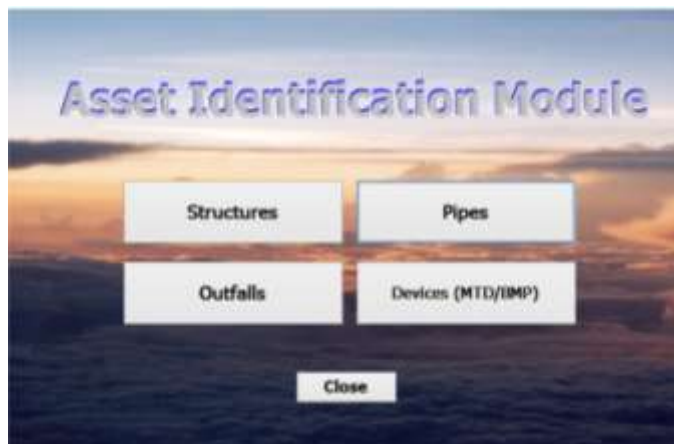 Asset Identification Module
Structures
Pipes
Outfalls
Devices (MTD/BMP)
Close